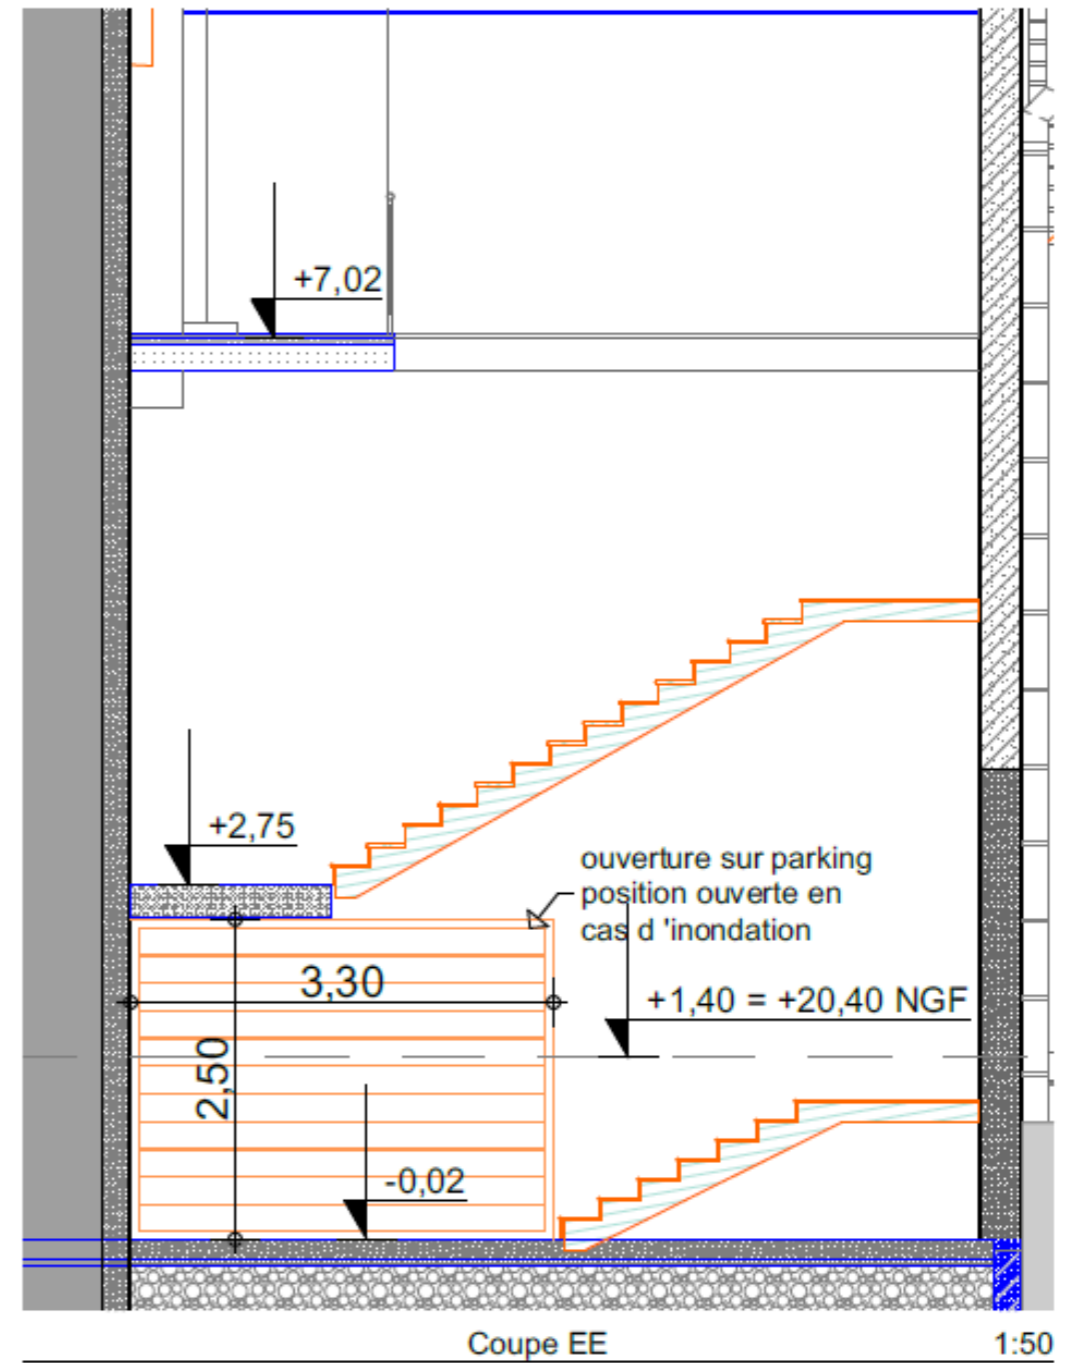 +7,02
+2,75
ouverture sur parking
position ouverte en
cas d 'inondation
3,30
+1,40 = +20,40 NGF
2,50
-0,02
Coupe EE
1:50